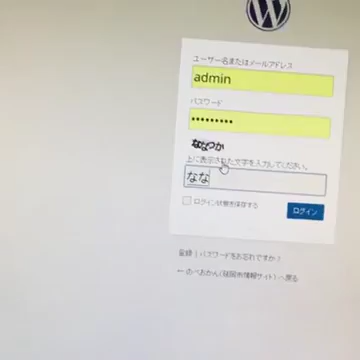 ユーザー名またはメールアドレス
admin
パスワード
•••••••••
ななつか
上に表示された文字を入力してください。
なな
ログイン状態を保存する
ログイン
登録 | パスワードをお忘れですか ?
← のべおかん(延岡市情報サイト) へ戻る